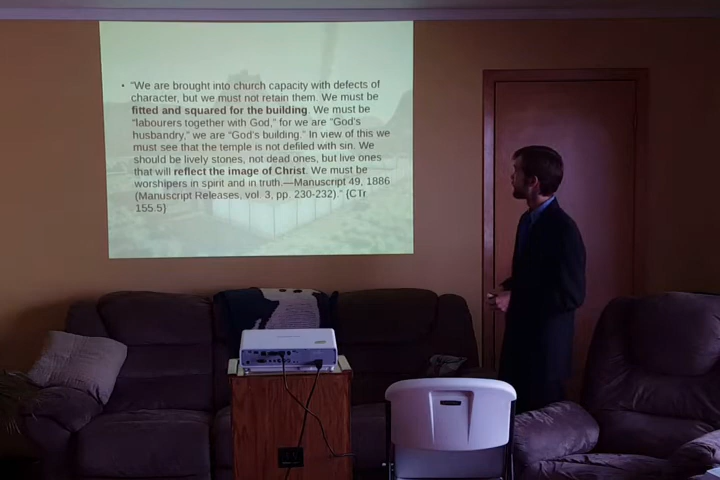 • “We are brought into church capacity with defects of
character, but we must not retain them. We must be
fitted and squared for the building. We must be
“labourers together with God,” for we are “God's
husbandry,” we are “God's building.” In view of this we
must see that the temple is not defiled with sin. We
should be lively stones, not dead ones, but live ones
that will reflect the image of Christ. We must be
worshipers in spirit and in truth.—Manuscript 49, 1886
(Manuscript Releases, vol. 3, pp. 230-232).” {CTr
155.5}